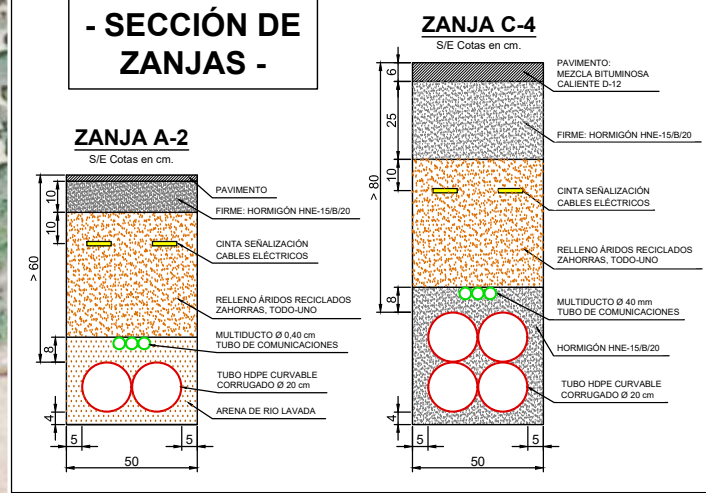 - SECCIÓN DE
ZANJAS -
ZANJA A-2
S/E Cotas en cm.
10
10
> 60
8
4
5
5
50
PAVIMENTO
FIRME: HORMIGÓN HNE-15/B/20
CINTA SEÑALIZACIÓN
CABLES ELÉCTRICOS
RELLENO ÁRIDOS RECICLADOS
ZAHORRAS, TODO-UNO
MULTIDUCTO Ø 0,40 cm
TUBO DE COMUNICACIONES
TUBO HDPE CURVABLE
CORRUGADO Ø 20 cm
ARENA DE RIO LAVADA
ZANJA C-4
S/E Cotas en cm.
6
25
10
> 80
8
4
5
5
50
PAVIMENTO:
MEZCLA BITUMINOSA
CALIENTE D-12
FIRME: HORMIGÓN HNE-15/B/20
CINTA SEÑALIZACIÓN
CABLES ELÉCTRICOS
RELLENO ÁRIDOS RECICLADOS
ZAHORRAS, TODO-UNO
MULTIDUCTO Ø 40 mm
TUBO DE COMUNICACIONES
HORMIGÓN HNE-15/B/20
TUBO HDPE CURVABLE
CORRUGADO Ø 20 cm